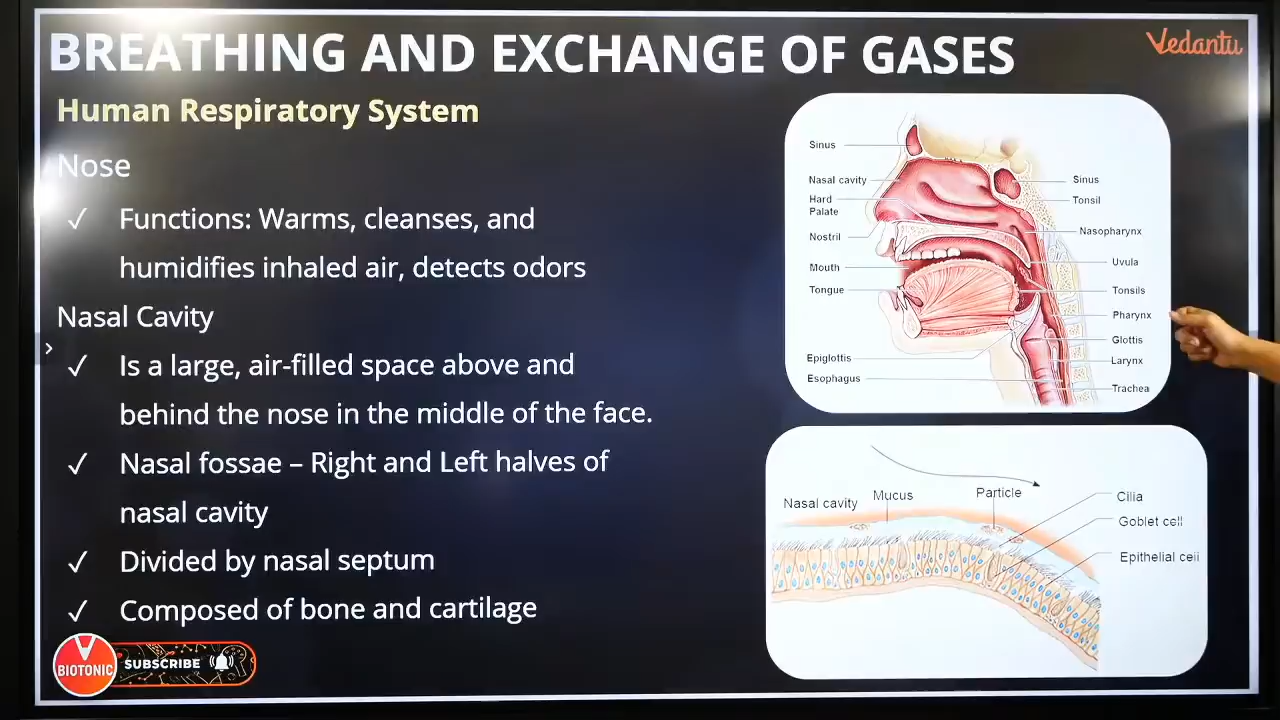 BREATHING AND EXCHANGE OF GASES
Vedantu
Human Respiratory System
Nose
✓ Functions: Warms, cleanses, and
humidifies inhaled air, detects odors
Nasal Cavity
✓ Is a large, air-filled space above and
behind the nose in the middle of the face.
✓ Nasal fossae – Right and Left halves of
nasal cavity
✓ Divided by nasal septum
✓ Composed of bone and cartilage
BIOTONIC
SUBSCRIBE
Sinus
Nasal cavity
Hard
Palate
Nostril
Mouth
Tongue
Epiglottis
Esophagus
Sinus
Tonsil
Nasopharynx
Uvula
Tonsils
Pharynx
Glottis
Larynx
Trachea
Nasal cavity
Mucus
Particle
Cilia
Goblet cell
Epithelial cell